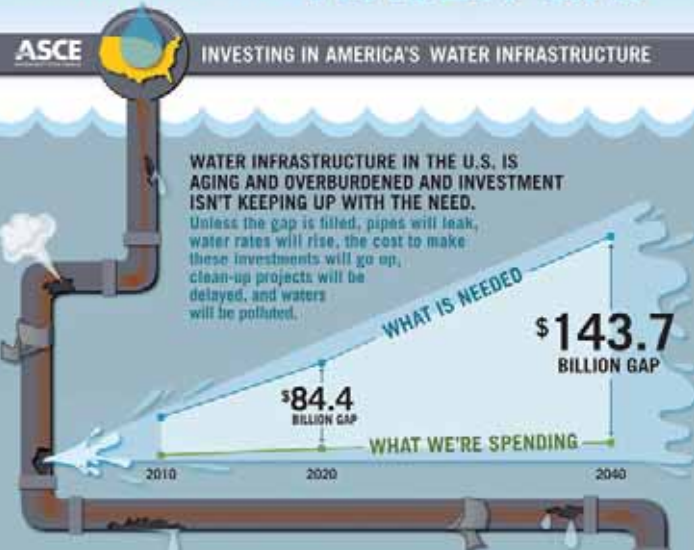 ASCE
INVESTING IN AMERICA'S WATER INFRASTRUCTURE
WATER INFRASTRUCTURE IN THE U.S. IS
AGING AND OVERBURDENED AND INVESTMENT
ISN'T KEEPING UP WITH THE NEED.
Unless the gap is filled, pipes will leak,
water rates will rise, the cost to make
these investments will go up,
clean-up projects will be
delayed, and waters
will be polluted.
WHAT IS NEEDED
$143.7
BILLION GAP
$84.4
BILLION GAP
WHAT WE'RE SPENDING
2010
2020
2040